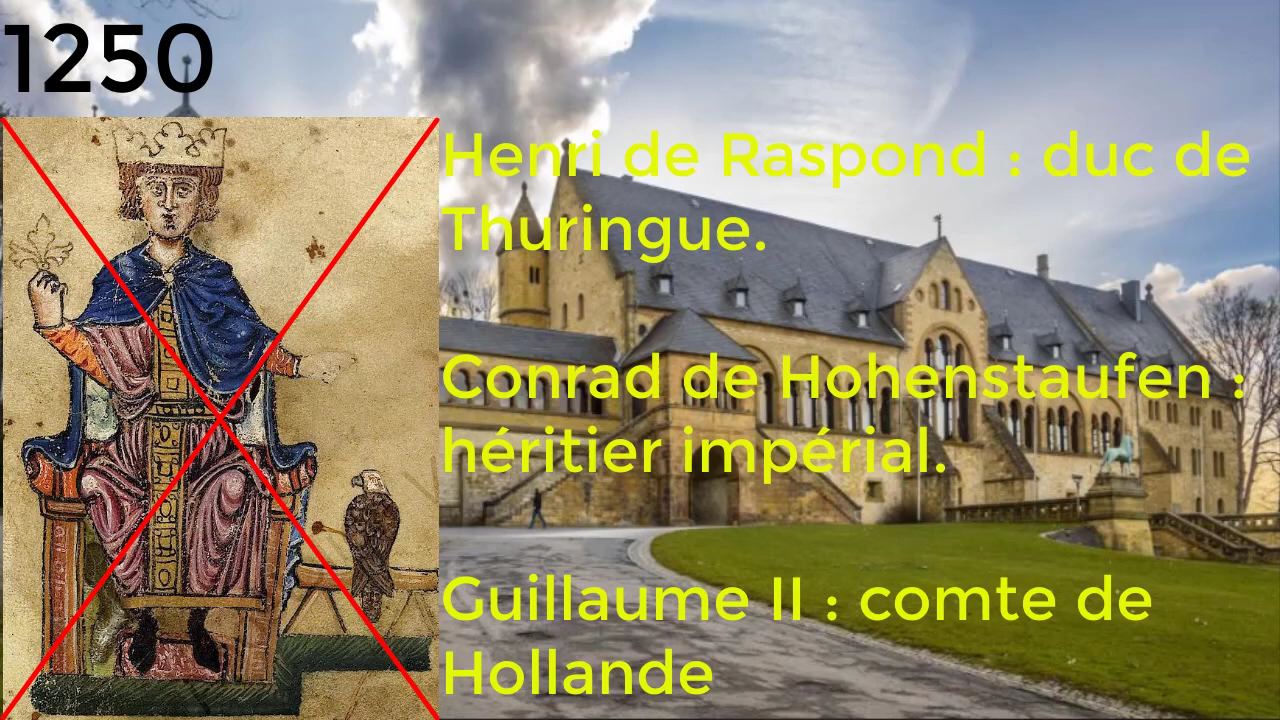 1250
Henri de Raspond : duc de
Thuringue.
Conrad de Hohenstaufen :
héritier impérial.
Guillaume II : comte de
Hollande